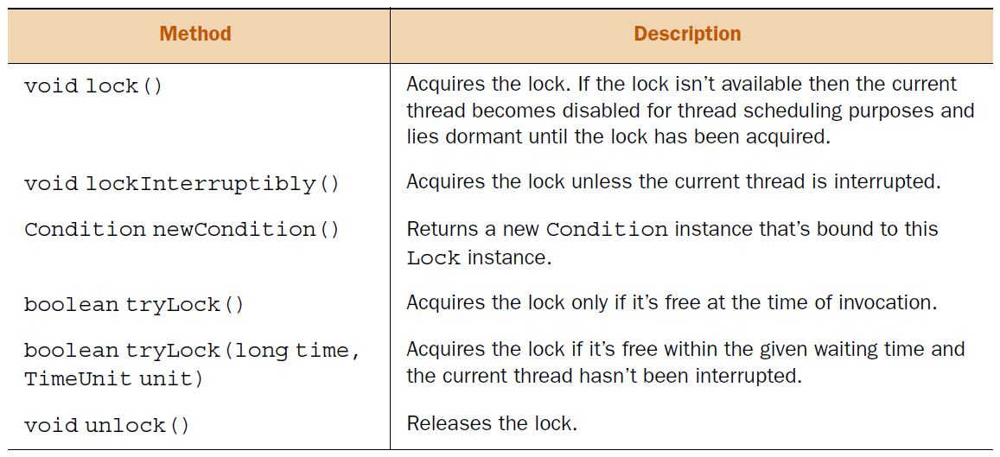 Method Description
void lock() Acquires the lock. If the lock isn’t available then the current
thread becomes disabled for thread scheduling purposes and
lies dormant until the lock has been acquired.
void lockInterruptibly() Acquires the lock unless the current thread is interrupted.
Condition newCondition() Returns a new Condition instance that’s bound to this
Lock instance.
boolean tryLock() Acquires the lock only if it’s free at the time of invocation.
boolean tryLock(long time, Acquires the lock if it’s free within the given waiting time and
TimeUnit unit) the current thread hasn’t been interrupted.
void unlock() Releases the lock.